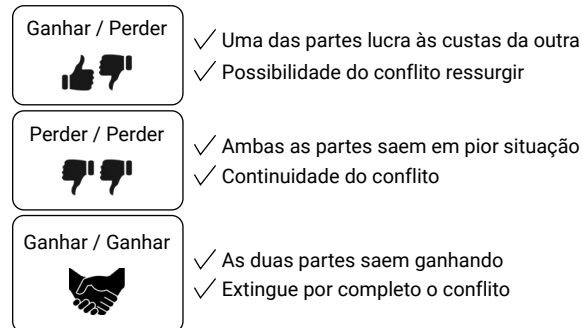 Ganhar / Perder
✓ Uma das partes lucra às custas da outra
✓ Possibilidade do conflito ressurgir
Perder / Perder
✓ Ambas as partes saem em pior situação
✓ Continuidade do conflito
Ganhar / Ganhar
✓ As duas partes saem ganhando
✓ Extingue por completo o conflito